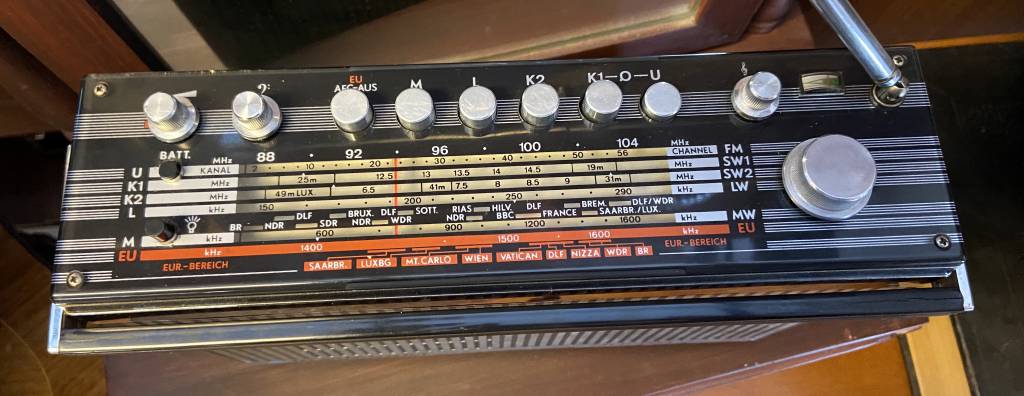 EU
AFC-AUS M L K2 K1 U
BATT.
MHz 88 92 96 100 104 MHz FM
U KANAL 2 10 20 30 40 50 56 CHANNEL
K1 MHz 25m 12.5 13 13.5 14 14.5 19m MHz SW1
K2 MHz 49m LUX. 6.5 41m 7.5 8 8.5 9 31m MHz SW2
L kHz 150 200 250 290 kHz LW
DLF BRUX. DLF SOTT. RIAS HILV. DLF BREM. DLF/WDR
BR NDR SDR NDR WDR NDR BBC FRANCE SAARBR./LUX.
M kHz 600 900 1200 1600 kHz MW
EU kHz 1400 1500 1600 kHz EU
EUR.-BEREICH EUR.-BEREICH
SAARBR. LUXBG MT. CARLO WIEN VATICAN DLF NIZZA WDR BR